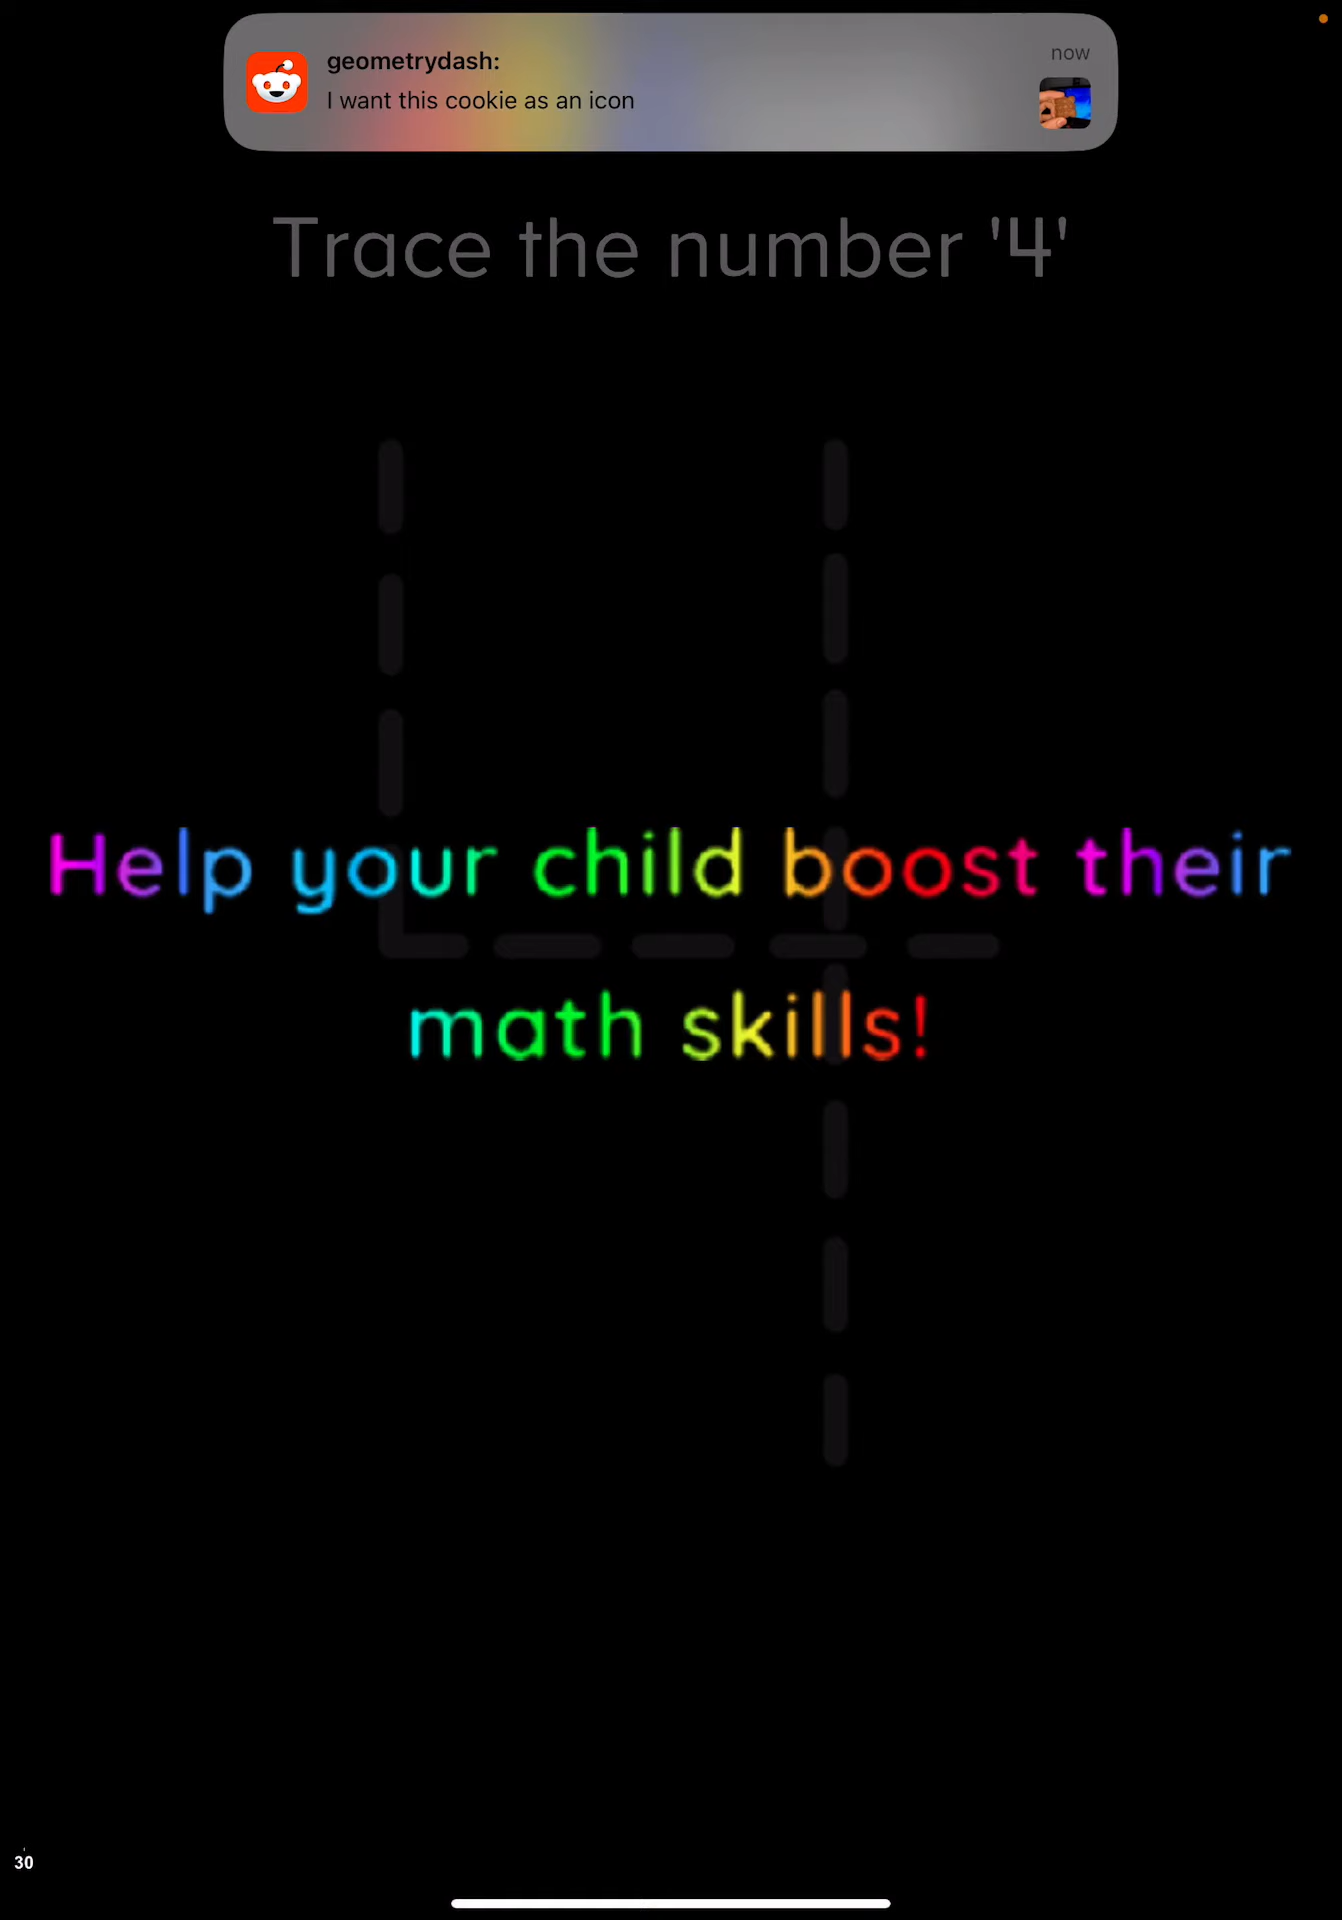 geometrydash:
now
I want this cookie as an icon
Trace the number '4'
Help your child boost their
math skills!
30